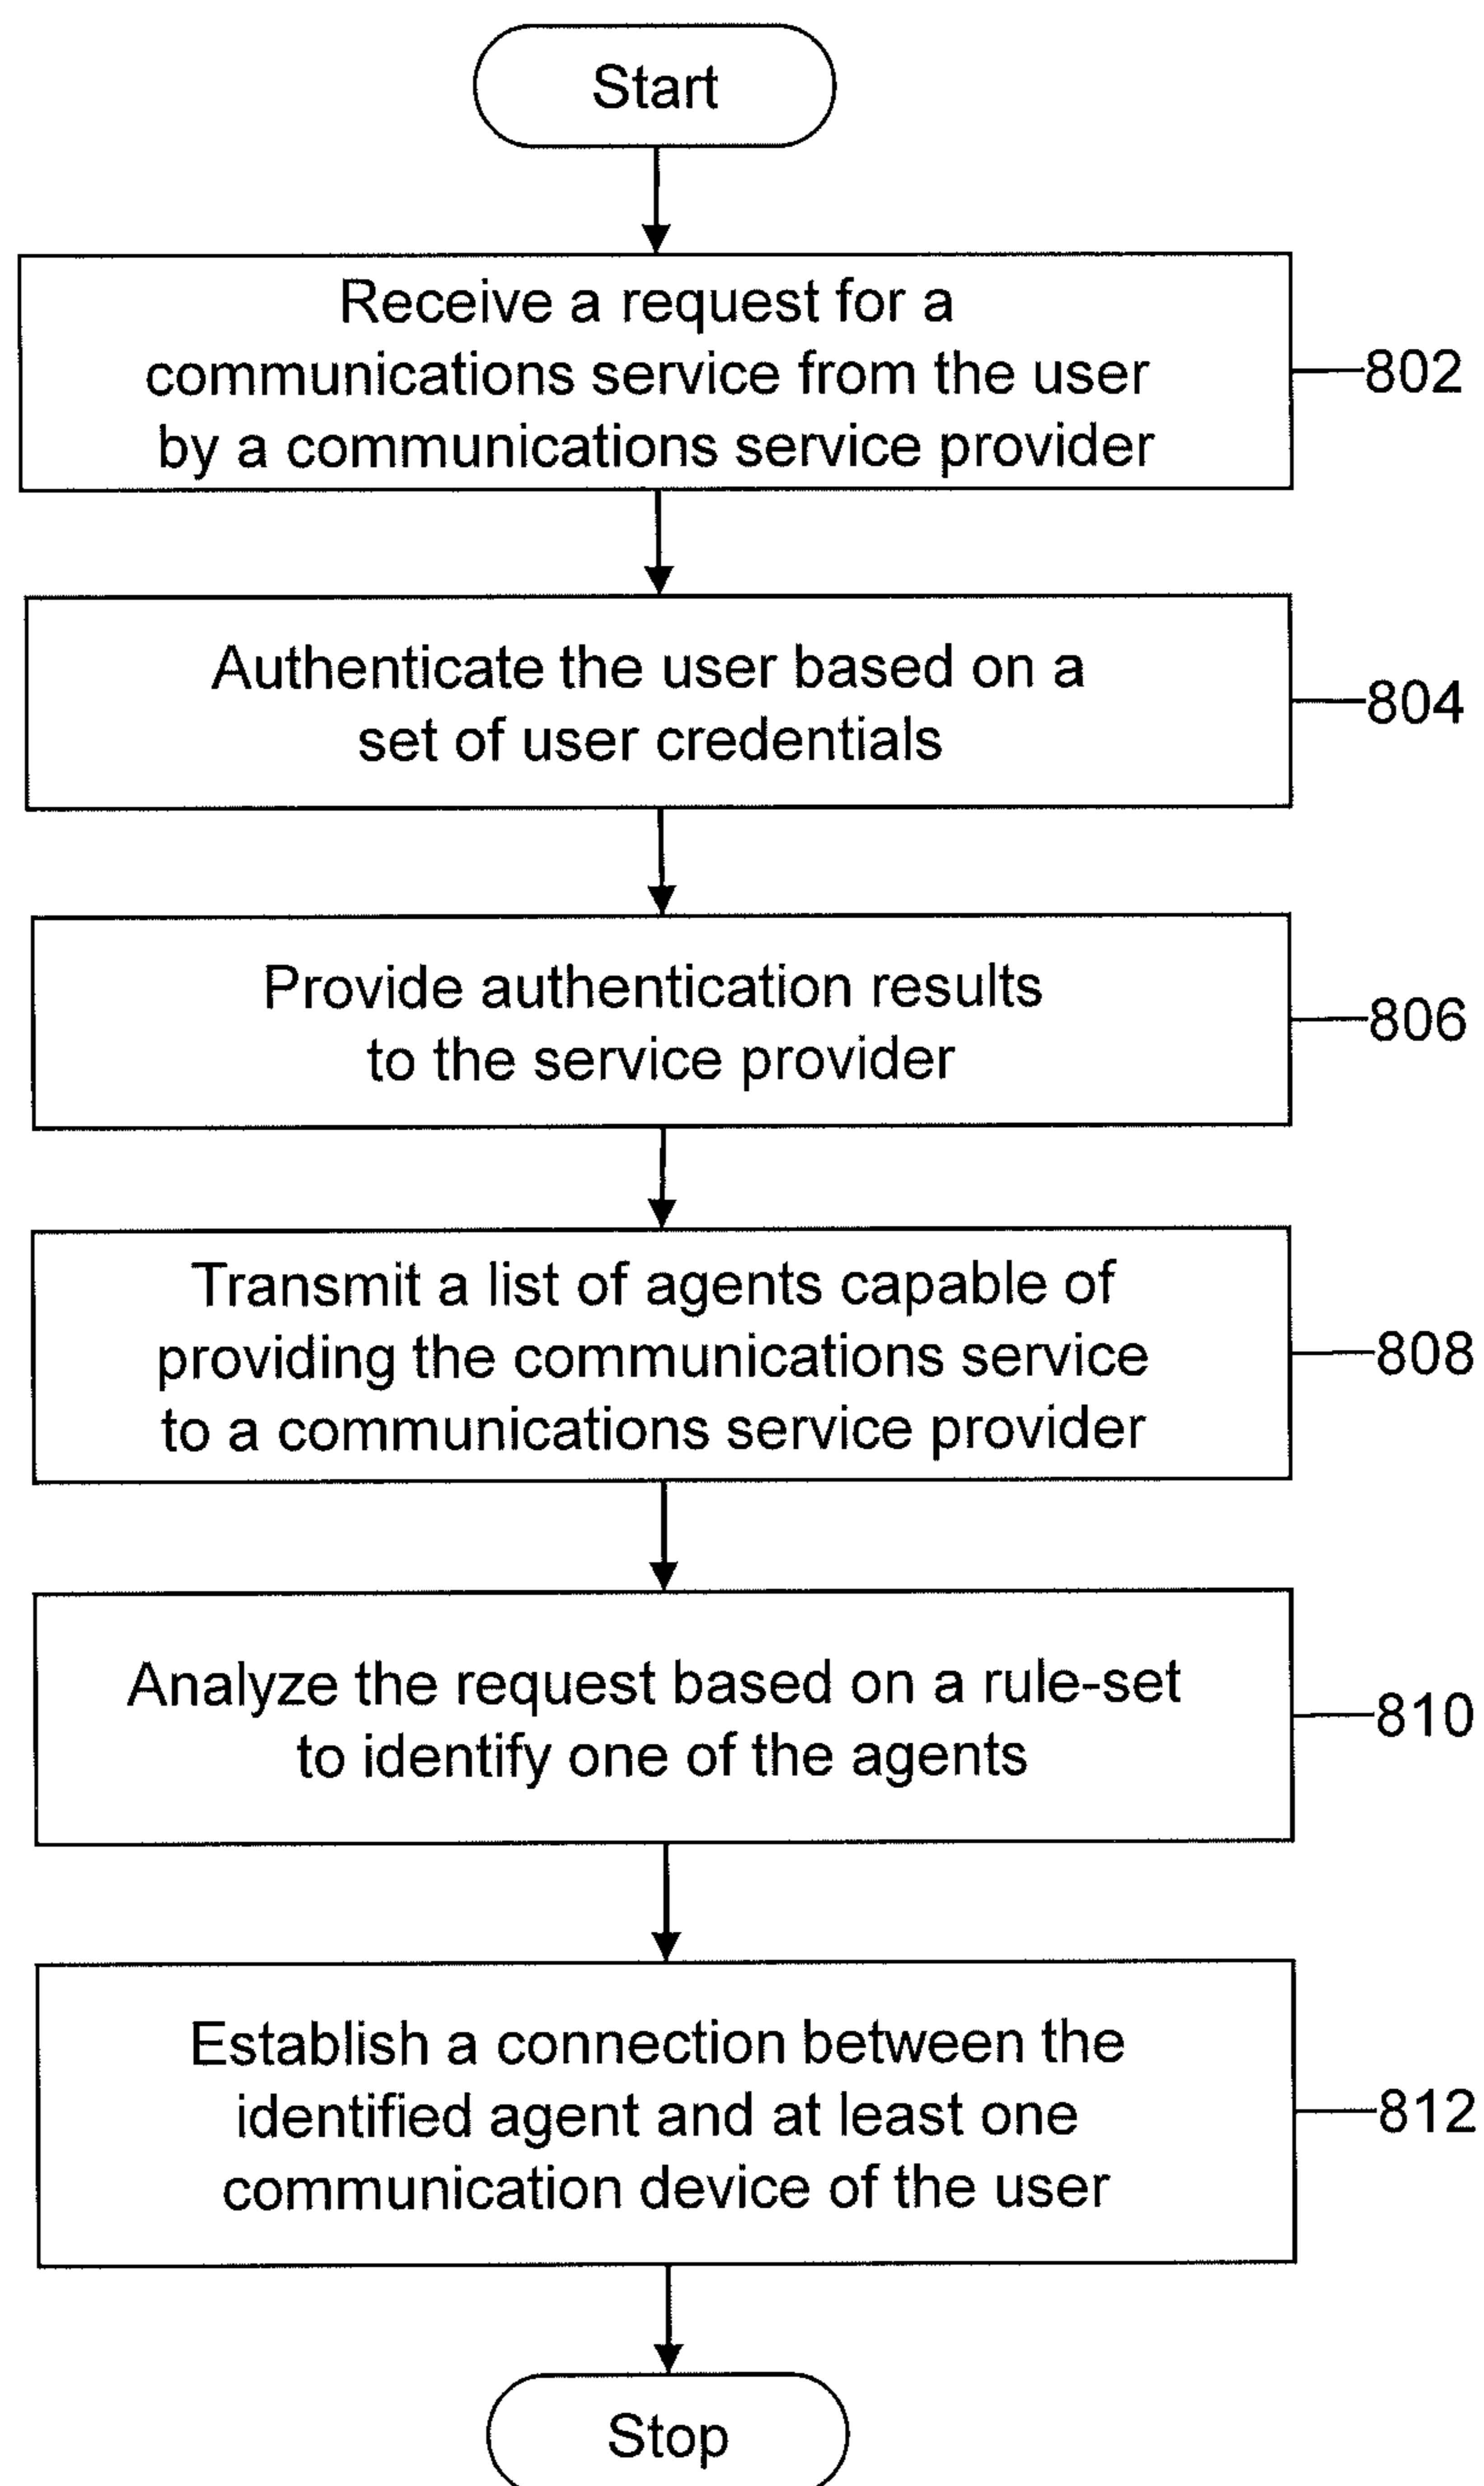 Start
Receive a request for a
communications service from the user
by a communications service provider
802
Authenticate the user based on a
set of user credentials
804
Provide authentication results
to the service provider
806
Transmit a list of agents capable of
providing the communications service
to a communications service provider
808
Analyze the request based on a rule-set
to identify one of the agents
810
Establish a connection between the
identified agent and at least one
communication device of the user
812
Stop